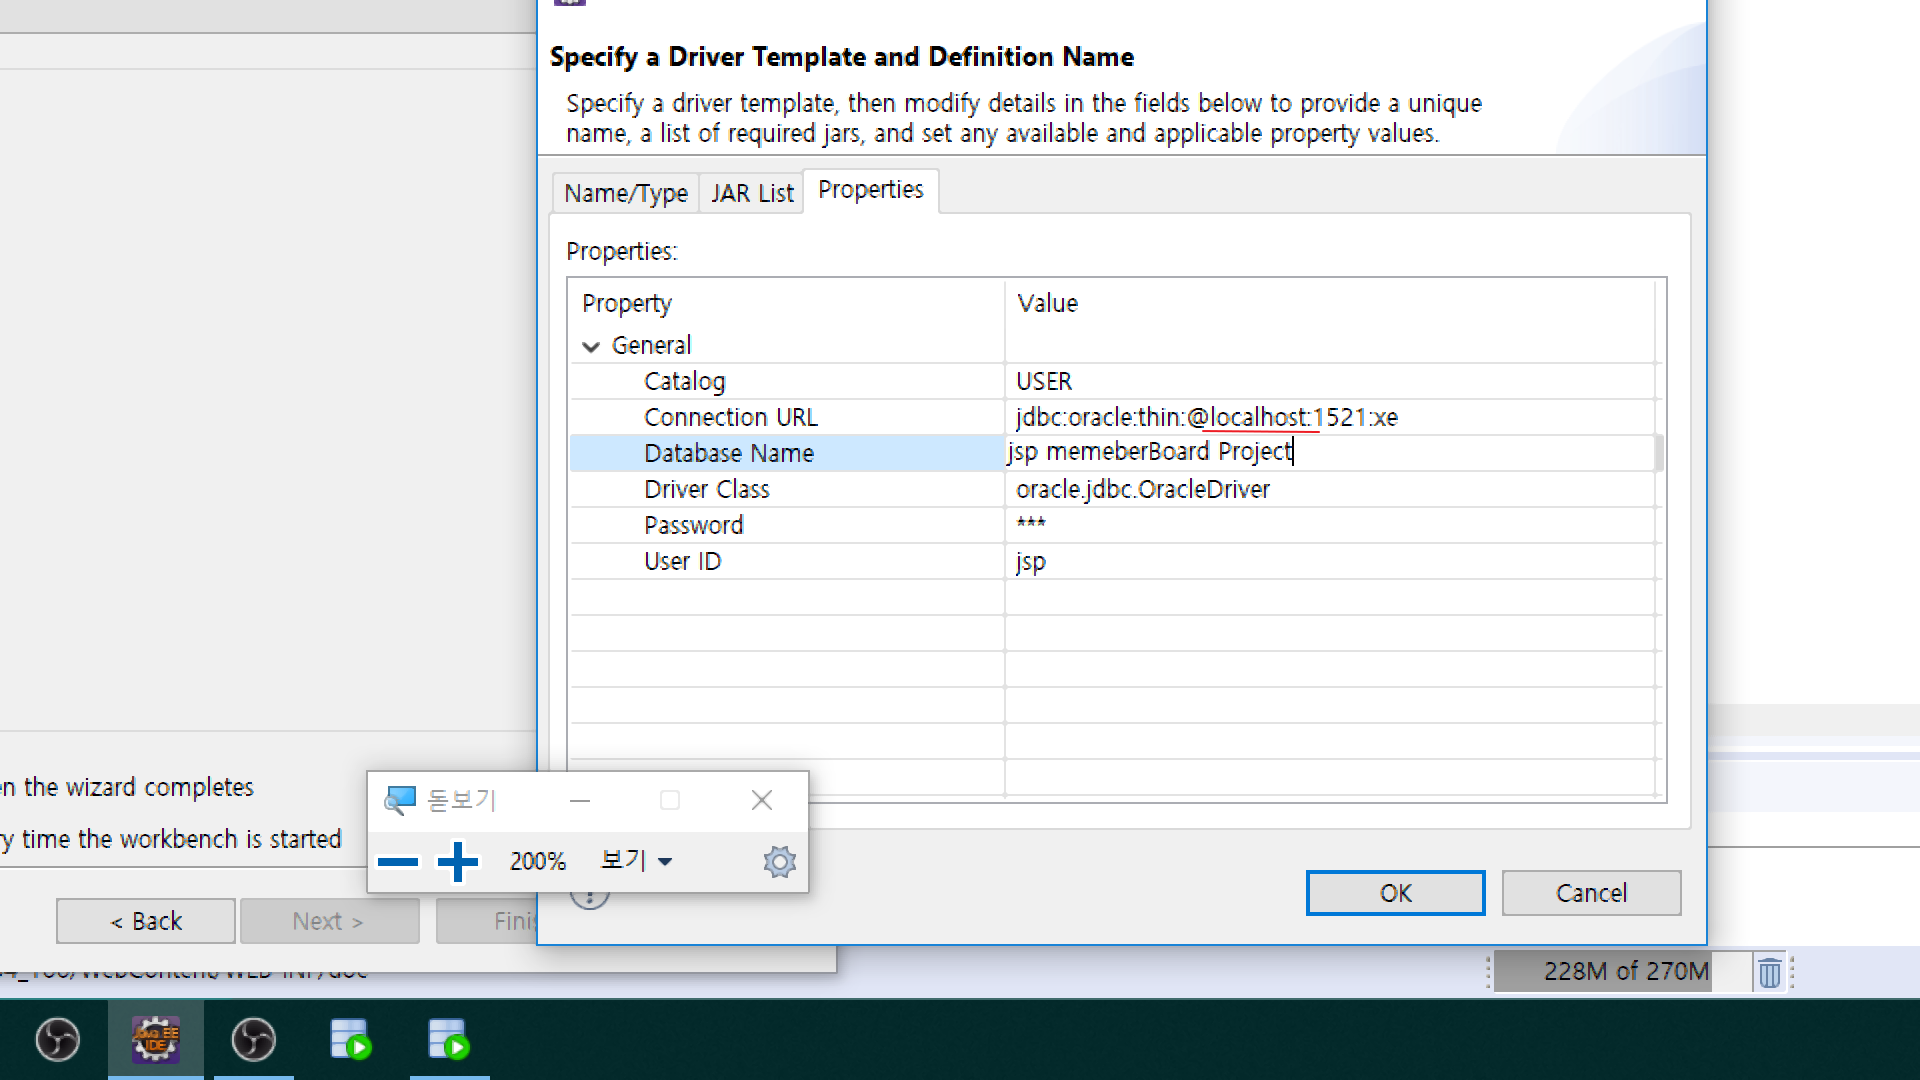 Specify a Driver Template and Definition Name
Specify a driver template, then modify details in the fields below to provide a unique
name, a list of required jars, and set any available and applicable property values.
Name/Type JAR List Properties
Properties:
Property Value
General
Catalog USER
Connection URL jdbc:oracle:thin:@localhost:1521:xe
Database Name jsp memeberBoard Project
Driver Class oracle.jdbc.OracleDriver
Password ***
User ID jsp
en the wizard completes
ry time the workbench is started
돋보기
200% 보기
OK Cancel
< Back Next > Fini
228M of 270M